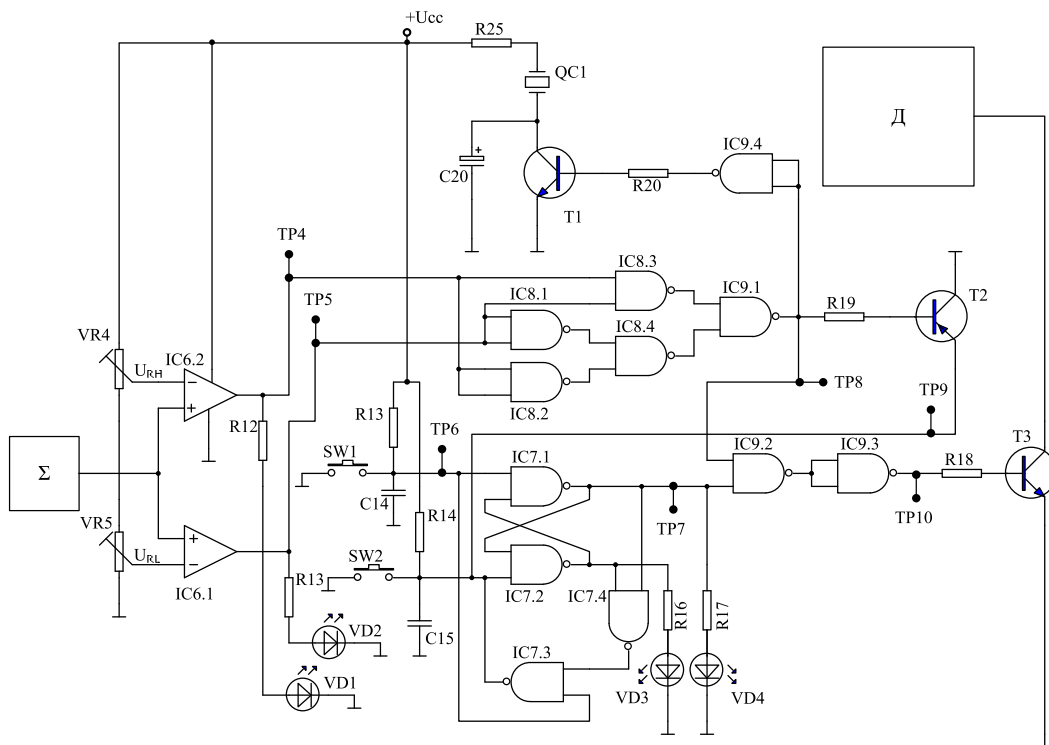 +Ucc
R25
QC1
Д
IC9.4
C20
R20
T1
TP4
IC8.3
TP5
IC8.1
IC9.1
R19
T2
VR4
IC8.4
URH
IC6.2
TP8
TP9
IC8.2
R13
R12
TP6
IC9.2
IC9.3
T3
SW1
IC7.1
R18
Σ
C14
R14
TP7
TP10
VR5
SW2
URL
IC6.1
R13
IC7.2
IC7.4
R16
R17
VD2
C15
IC7.3
VD1
VD3
VD4
-
+
+
-
+